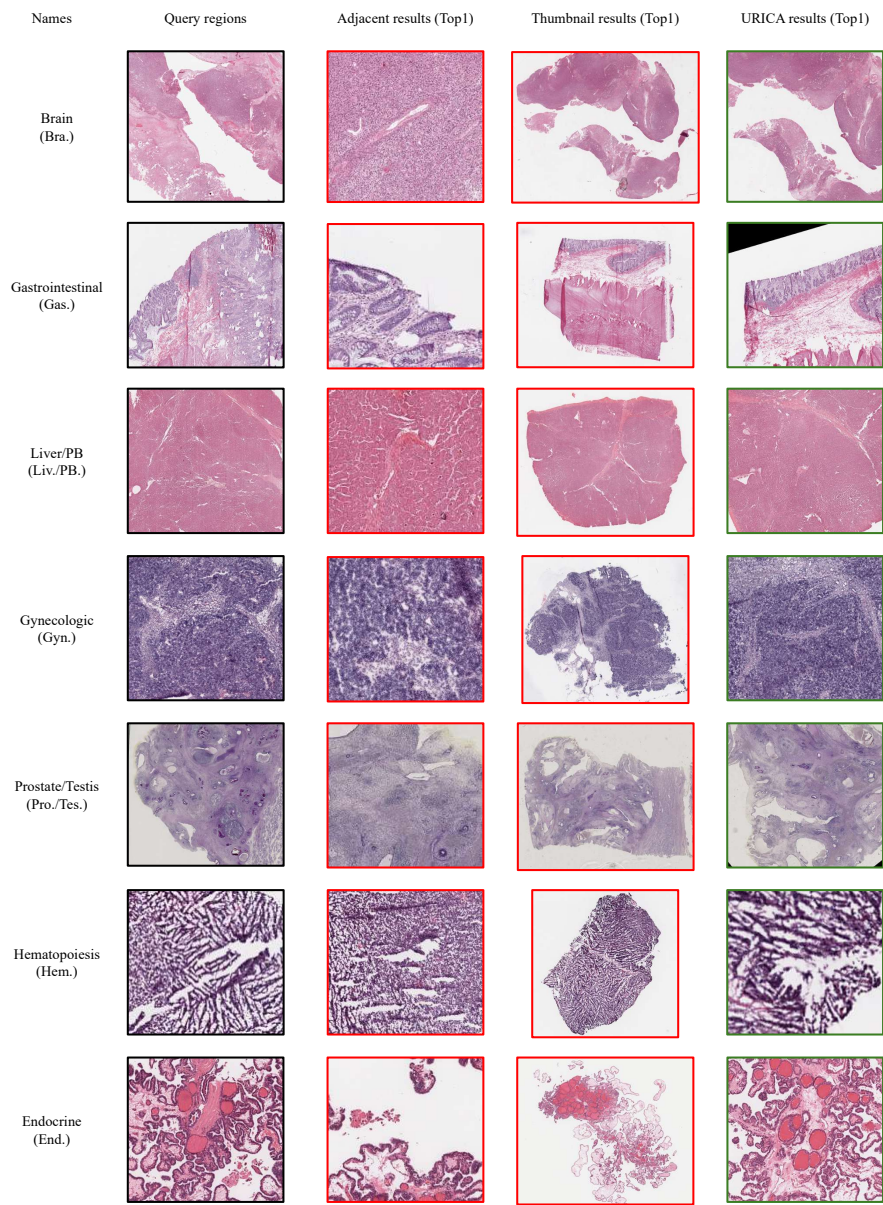 Names
Query regions
Adjacent results (Top1)
Thumbnail results (Top1)
URICA results (Top1)
Brain
(Bra.)
Gastrointestinal
(Gas.)
Liver/PB
(Liv./PB.)
Gynecologic
(Gyn.)
Prostate/Testis
(Pro./Tes.)
Hematopoiesis
(Hem.)
Endocrine
(End.)